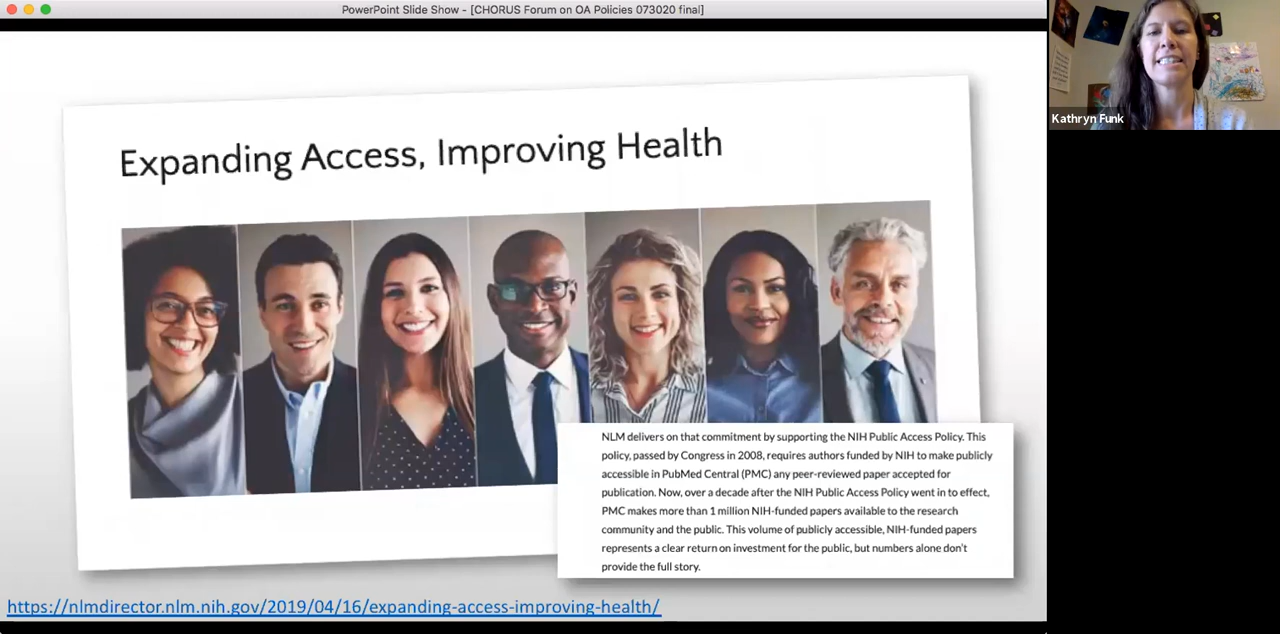 PowerPoint Slide Show - [CHORUS Forum on OA Policies 073020 final]
Kathryn Funk
Expanding Access, Improving Health
NLM delivers on that commitment by supporting the NIH Public Access Policy. This
policy, passed by Congress in 2008, requires authors funded by NIH to make publicly
accessible in PubMed Central (PMC) any peer-reviewed paper accepted for
publication. Now, over a decade after the NIH Public Access Policy went in to effect,
PMC makes more than 1 million NIH-funded papers available to the research
community and the public. This volume of publicly accessible, NIH-funded papers
represents a clear return on investment for the public, but numbers alone don't
provide the full story.
https://nlmdirector.nlm.nih.gov/2019/04/16/expanding-access-improving-health/